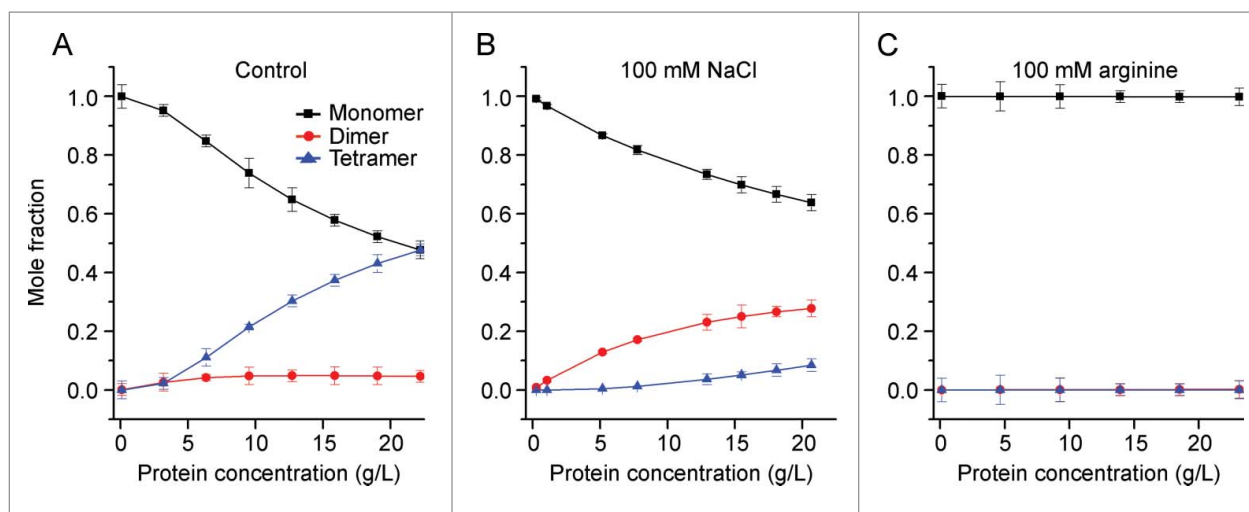 A
Control
Mole fraction
1.0
0.8
0.6
0.4
0.2
0.0
Monomer
Dimer
Tetramer
0 5 10 15 20
Protein concentration (g/L)
B
100 mM NaCl
1.0
0.8
0.6
0.4
0.2
0.0
0 5 10 15 20
Protein concentration (g/L)
C
100 mM arginine
1.0
0.8
0.6
0.4
0.2
0.0
0 5 10 15 20
Protein concentration (g/L)